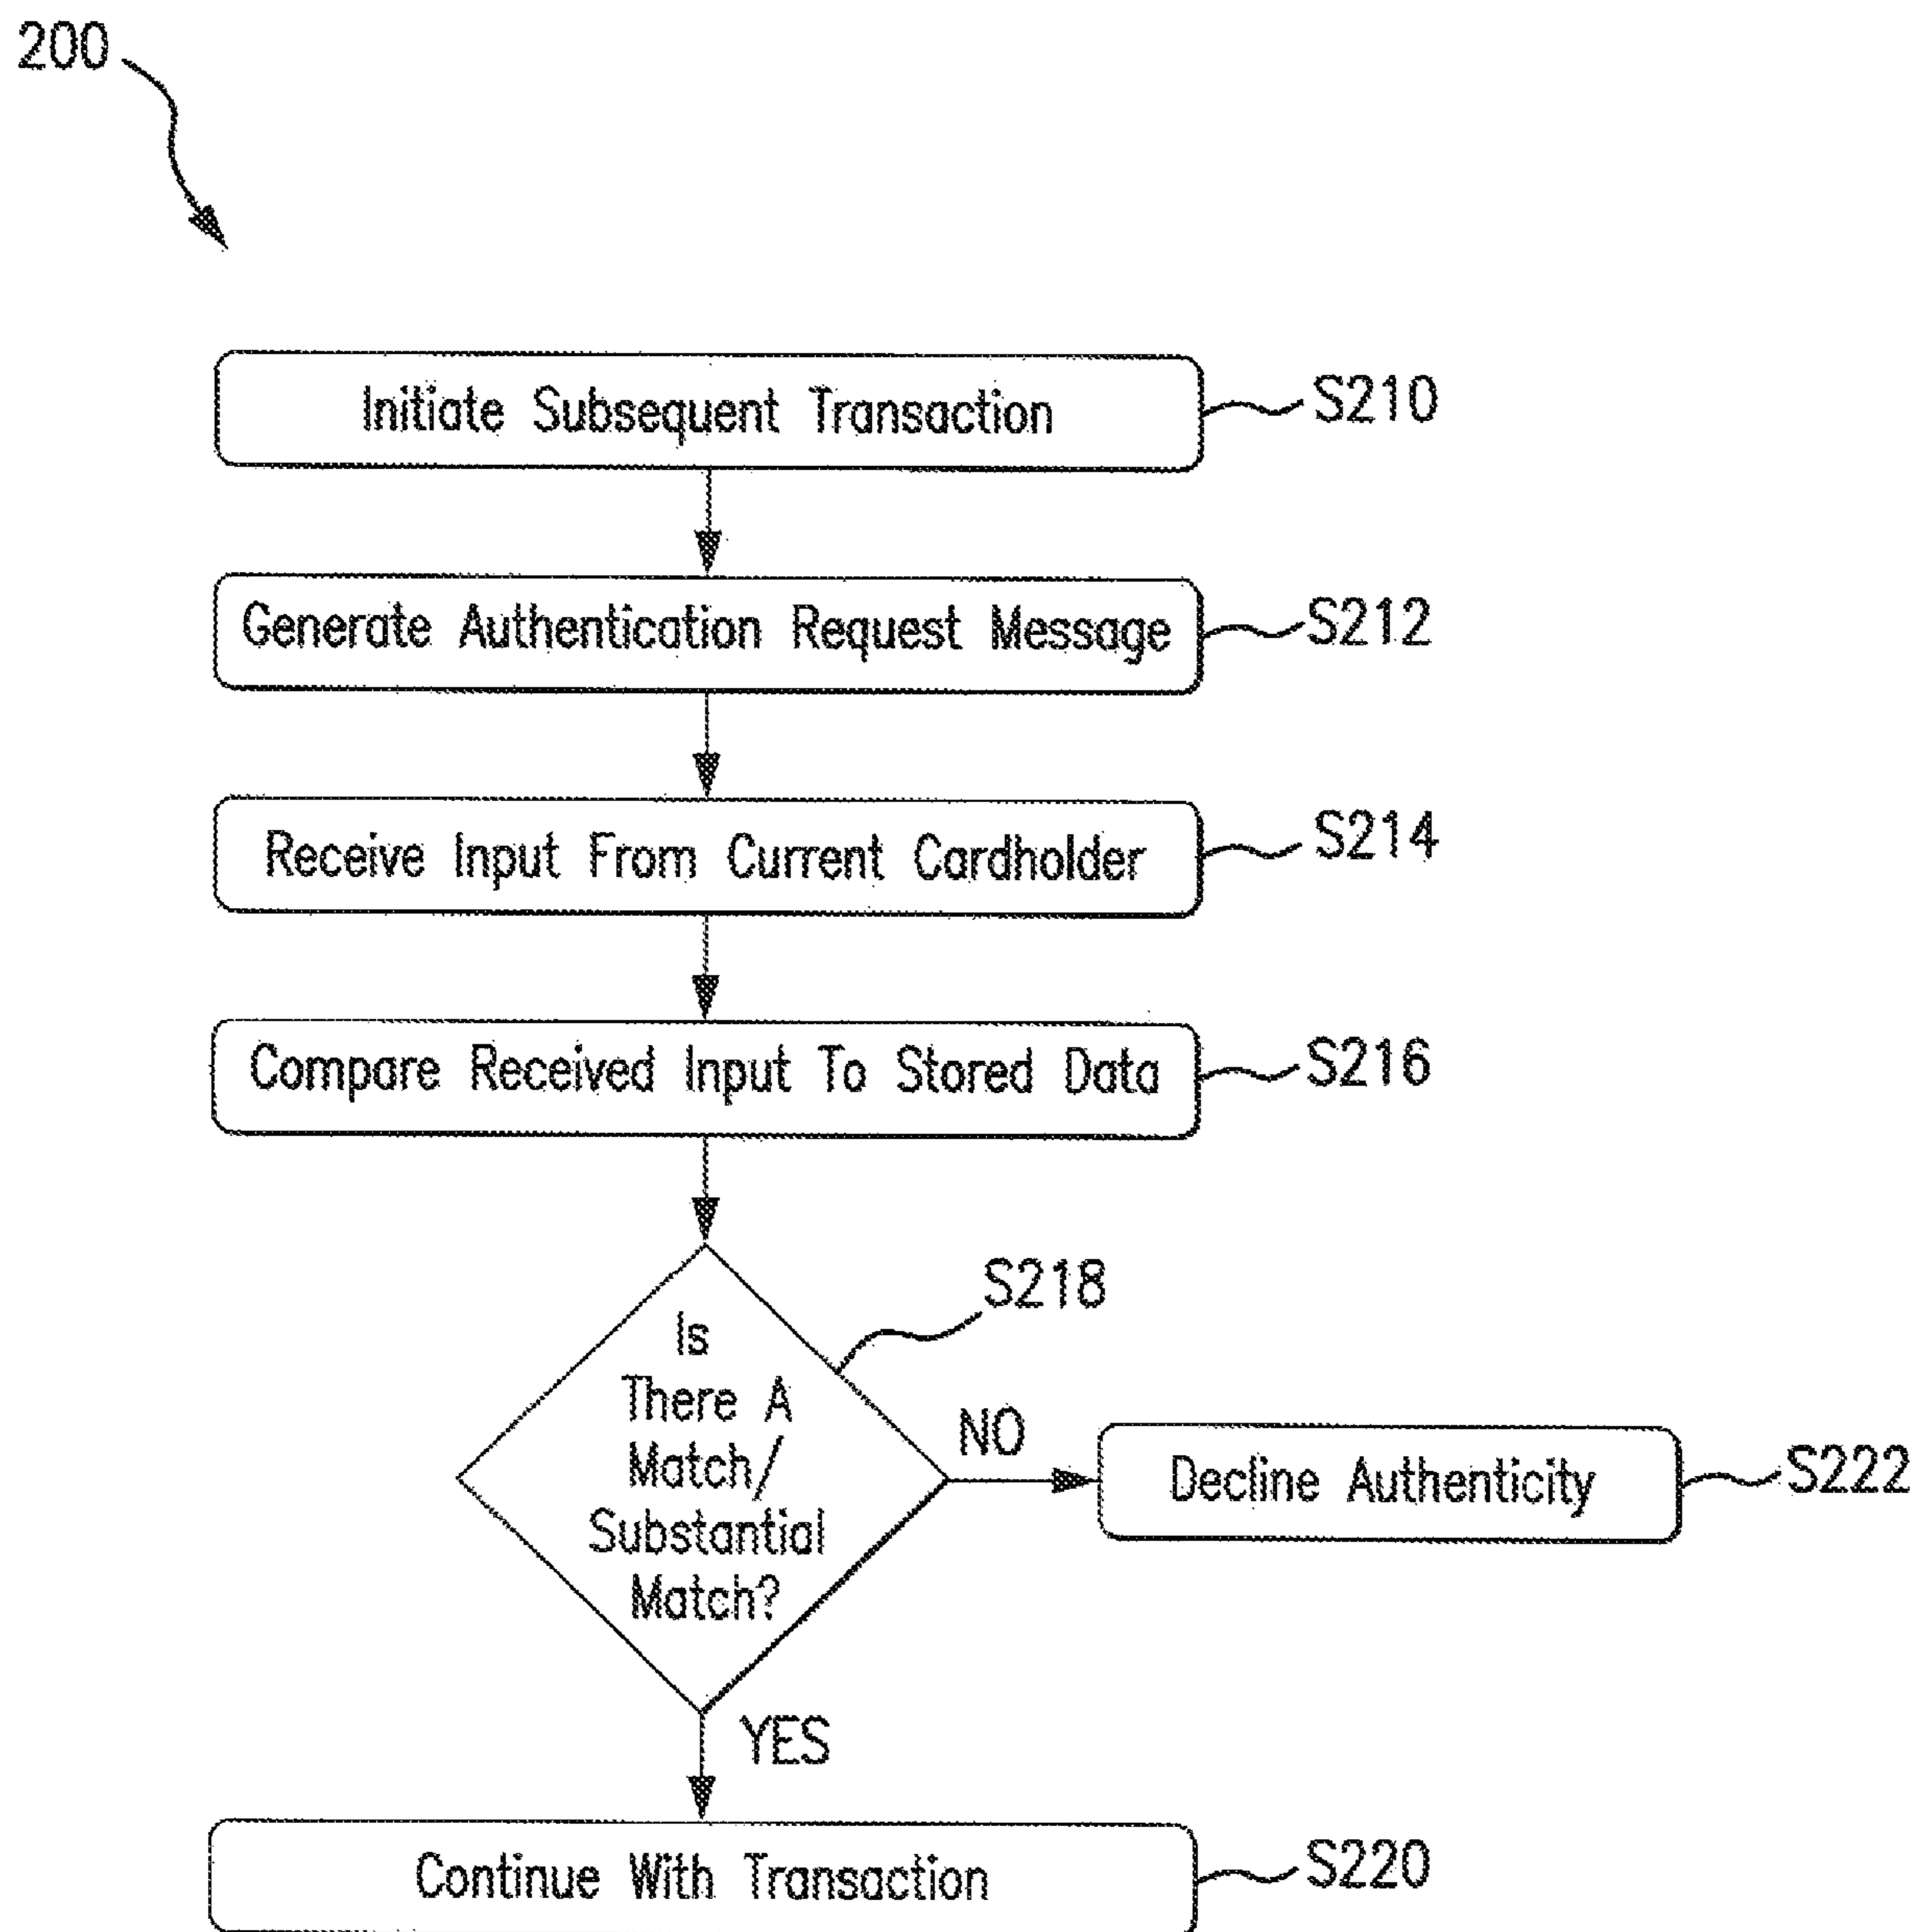 200
Initiate Subsequent Transaction
S210
Generate Authentication Request Message
S212
Receive Input From Current Cardholder
S214
Compare Received Input To Stored Data
S216
Is
There A
Match/
Substantial
Match?
S218
NO
Decline Authenticity
S222
YES
Continue With Transaction
S220